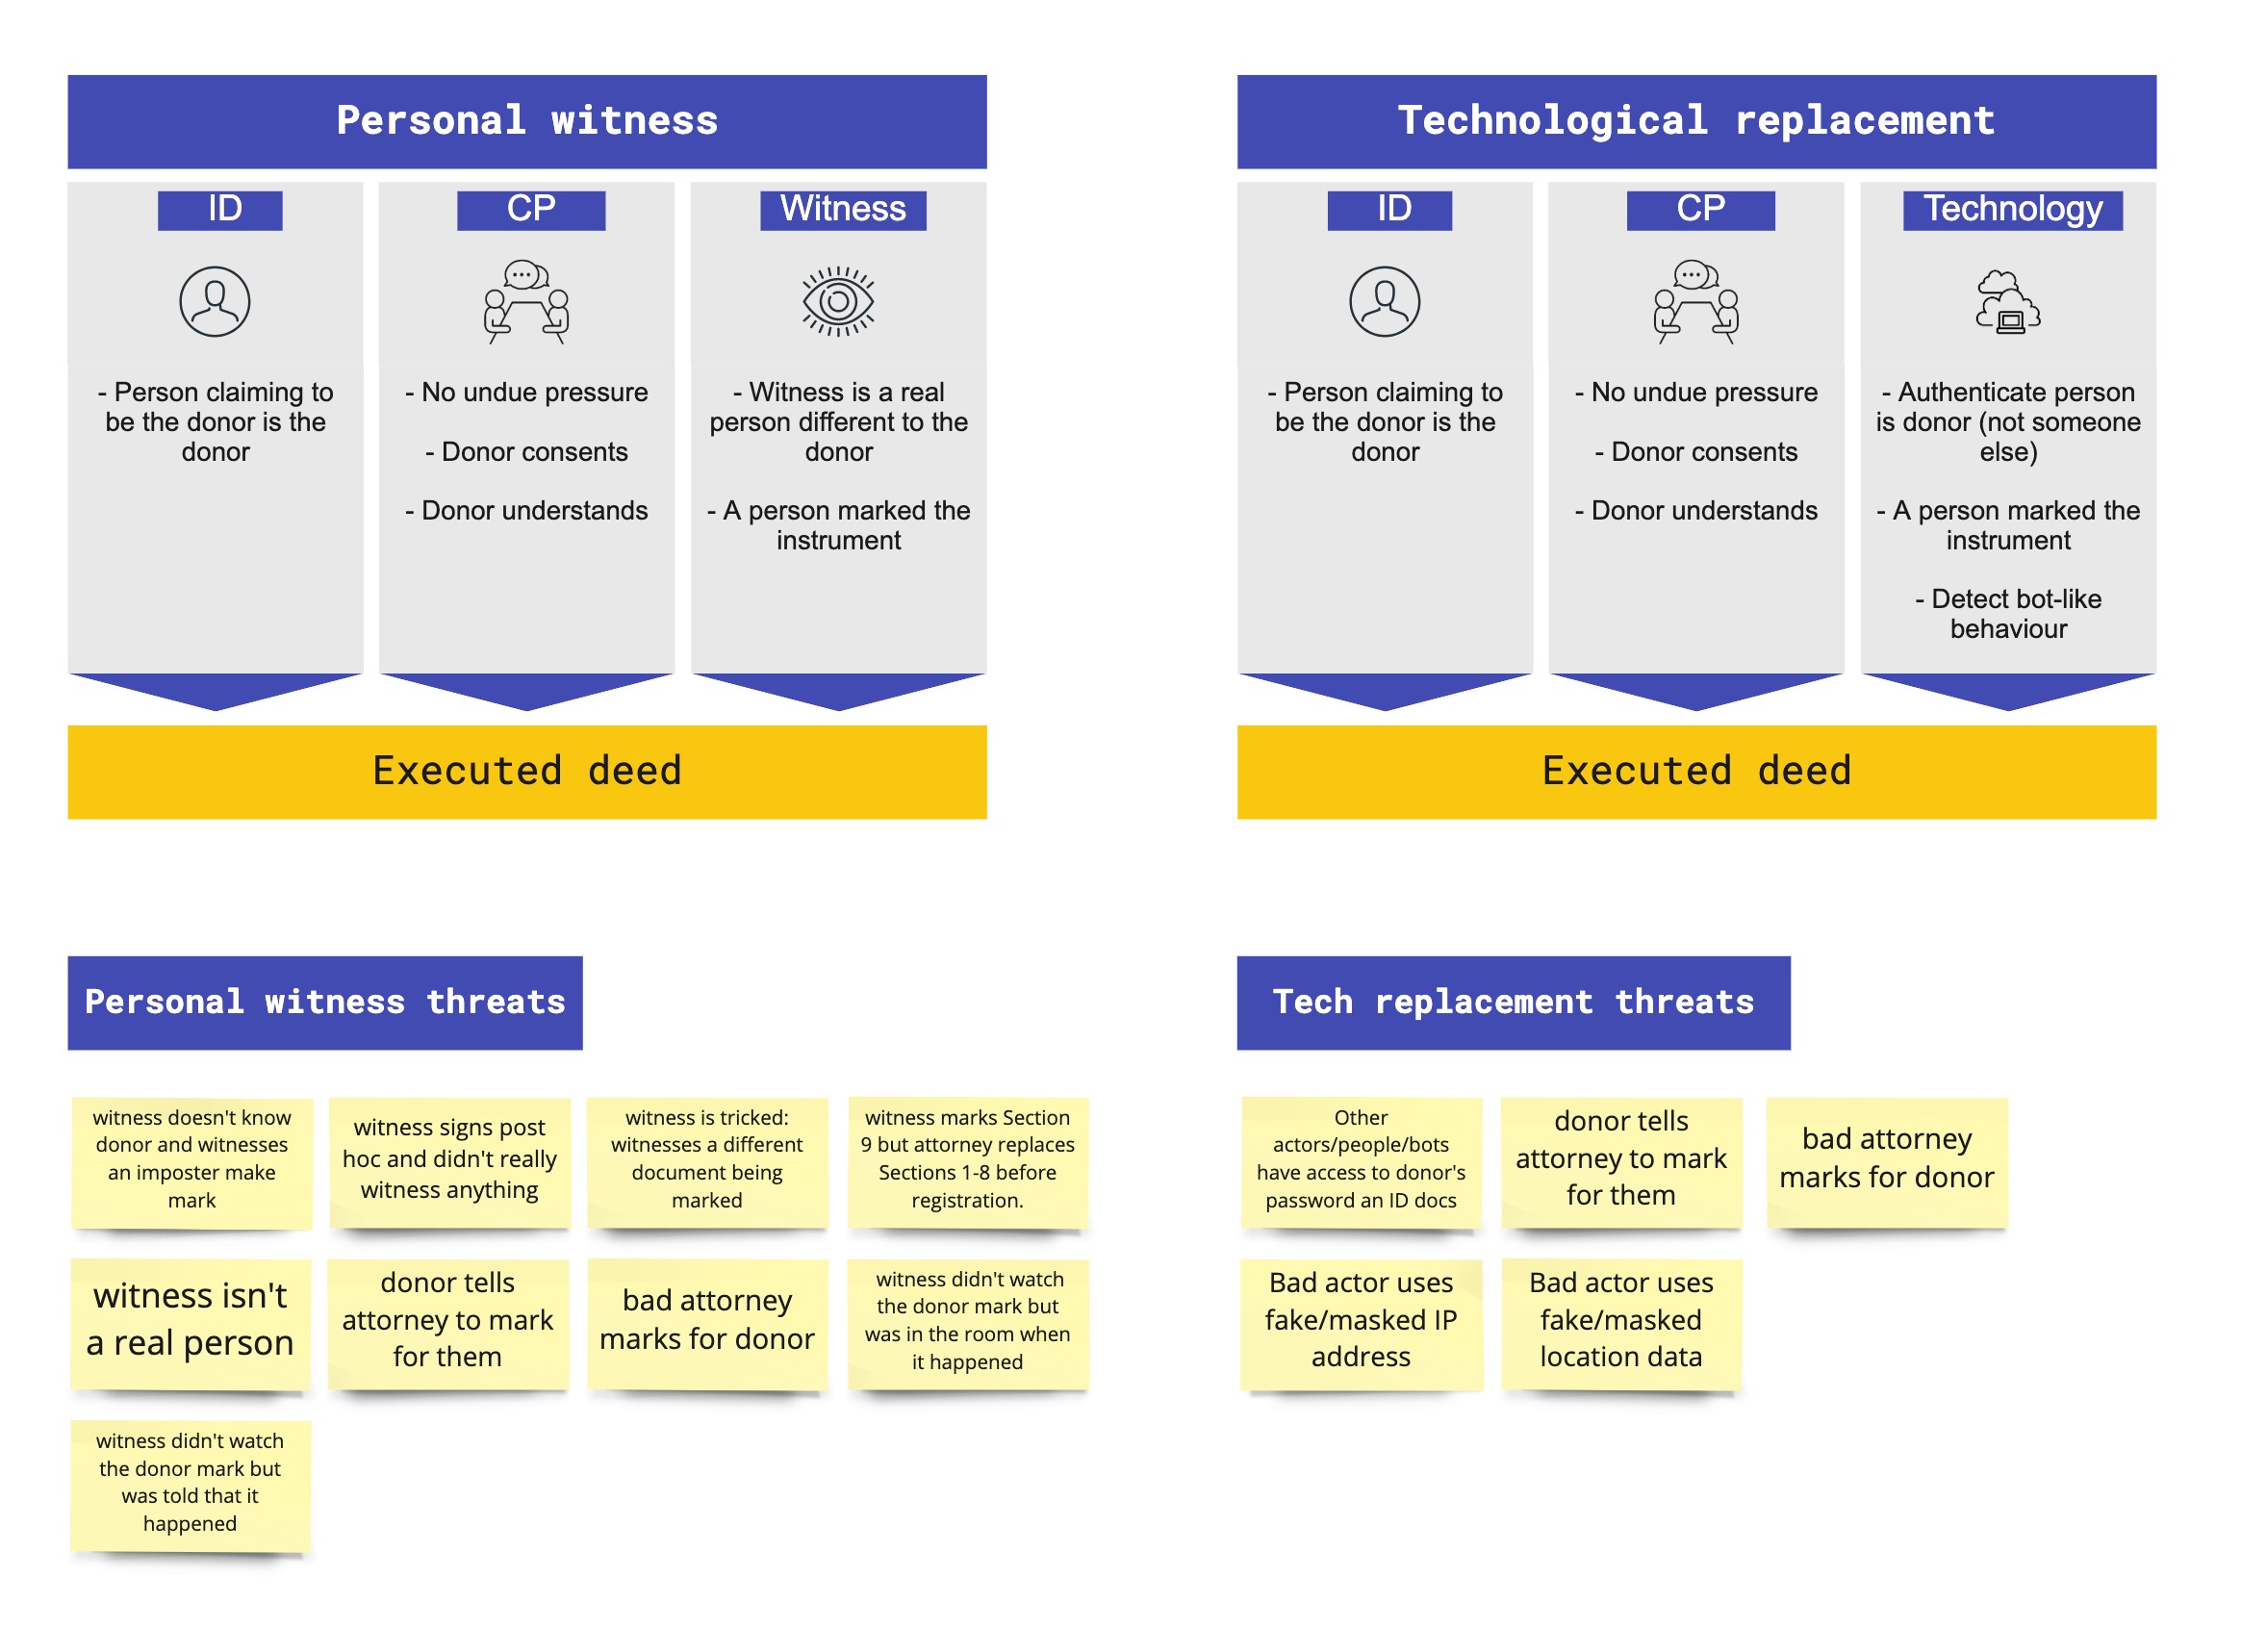 Personal witness
ID
- Person claiming to
be the donor is the
donor
CP
- No undue pressure
- Donor consents
- Donor understands
Witness
- Witness is a real
person different to the
donor
- A person marked the
instrument
Executed deed
Technological replacement
ID
- Person claiming to
be the donor is the
donor
CP
- No undue pressure
- Donor consents
- Donor understands
Technology
- Authenticate person
is donor (not someone
else)
- A person marked the
instrument
- Detect bot-like
behaviour
Executed deed
Personal witness threats
witness doesn't know
donor and witnesses
an imposter make
mark
witness signs post
hoc and didn't really
witness anything
witness is tricked:
witnesses a different
document being
marked
witness marks Section
9 but attorney replaces
Sections 1-8 before
registration.
witness isn't
a real person
donor tells
attorney to mark
for them
bad attorney
marks for donor
witness didn't watch
the donor mark but
was in the room when
it happened
witness didn't watch
the donor mark but
was told that it
happened
Tech replacement threats
Other
actors/people/bots
have access to donor's
password an ID docs
donor tells
attorney to mark
for them
bad attorney
marks for donor
Bad actor uses
fake/masked IP
address
Bad actor uses
fake/masked
location data